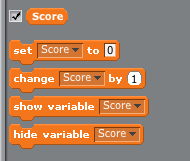 Score
set Score to 0
change Score by 1
show variable Score
hide variable Score